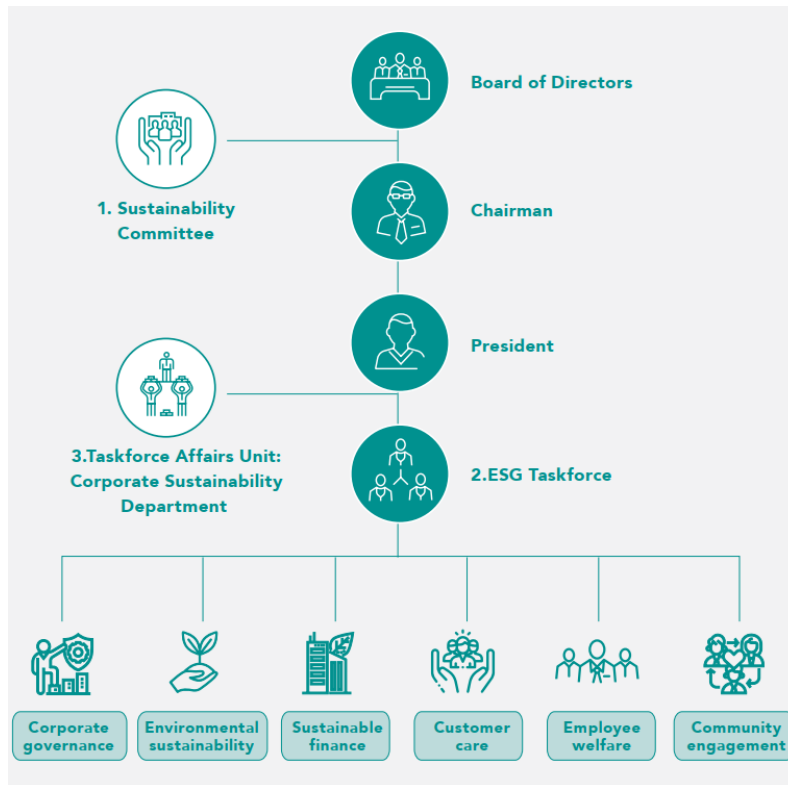 Board of Directors
1. Sustainability
Committee
Chairman
President
3.Taskforce Affairs Unit:
Corporate Sustainability
Department
2.ESG Taskforce
Corporate
governance
Environmental
sustainability
Sustainable
finance
Customer
care
Employee
welfare
Community
engagement